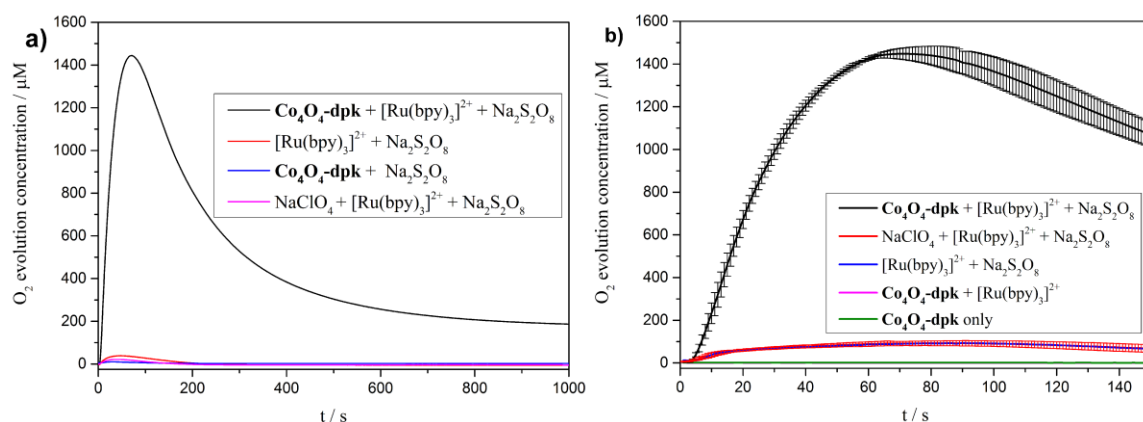 a)
O₂ evolution concentration / μM
1600
1400
1200
1000
800
600
400
200
0
Co₄O₄-dpk + [Ru(bpy)₃]²⁺ + Na₂S₂O₈
[Ru(bpy)₃]²⁺ + Na₂S₂O₈
Co₄O₄-dpk + Na₂S₂O₈
NaClO₄ + [Ru(bpy)₃]²⁺ + Na₂S₂O₈
0 200 400 600 800 1000
t / s
b)
O₂ evolution concentration / μM
1600
1400
1200
1000
800
600
400
200
0
Co₄O₄-dpk + [Ru(bpy)₃]²⁺ + Na₂S₂O₈
NaClO₄ + [Ru(bpy)₃]²⁺ + Na₂S₂O₈
[Ru(bpy)₃]²⁺ + Na₂S₂O₈
Co₄O₄-dpk + [Ru(bpy)₃]²⁺
Co₄O₄-dpk only
0 20 40 60 80 100 120 140
t / s